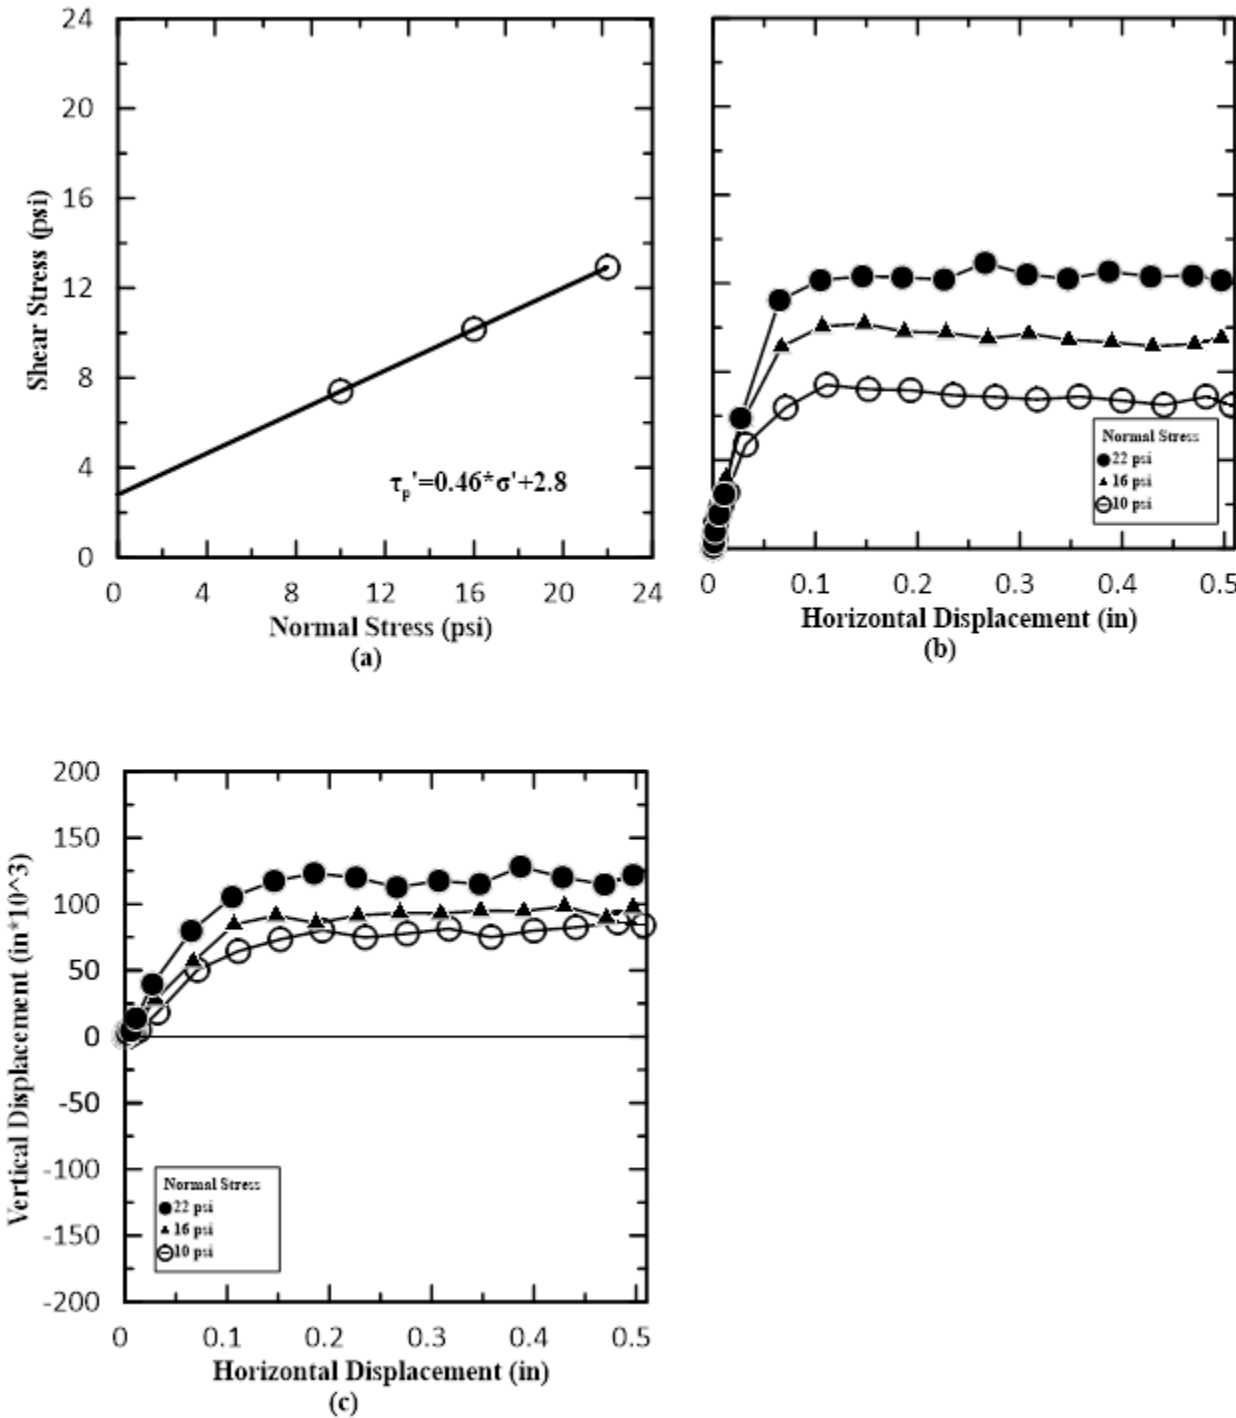 24
20
16
12
8
4
0
Shear Stress (psi)
τp'=0.46*σ'+2.8
0 4 8 12 16 20 24
Normal Stress (psi)
(a)
Normal Stress
22 psi
16 psi
10 psi
0 0.1 0.2 0.3 0.4 0.5
Horizontal Displacement (in)
(b)
200
150
100
50
0
-50
-100
-150
-200
Vertical Displacement (in*10^3)
Normal Stress
22 psi
16 psi
10 psi
0 0.1 0.2 0.3 0.4 0.5
Horizontal Displacement (in)
(c)